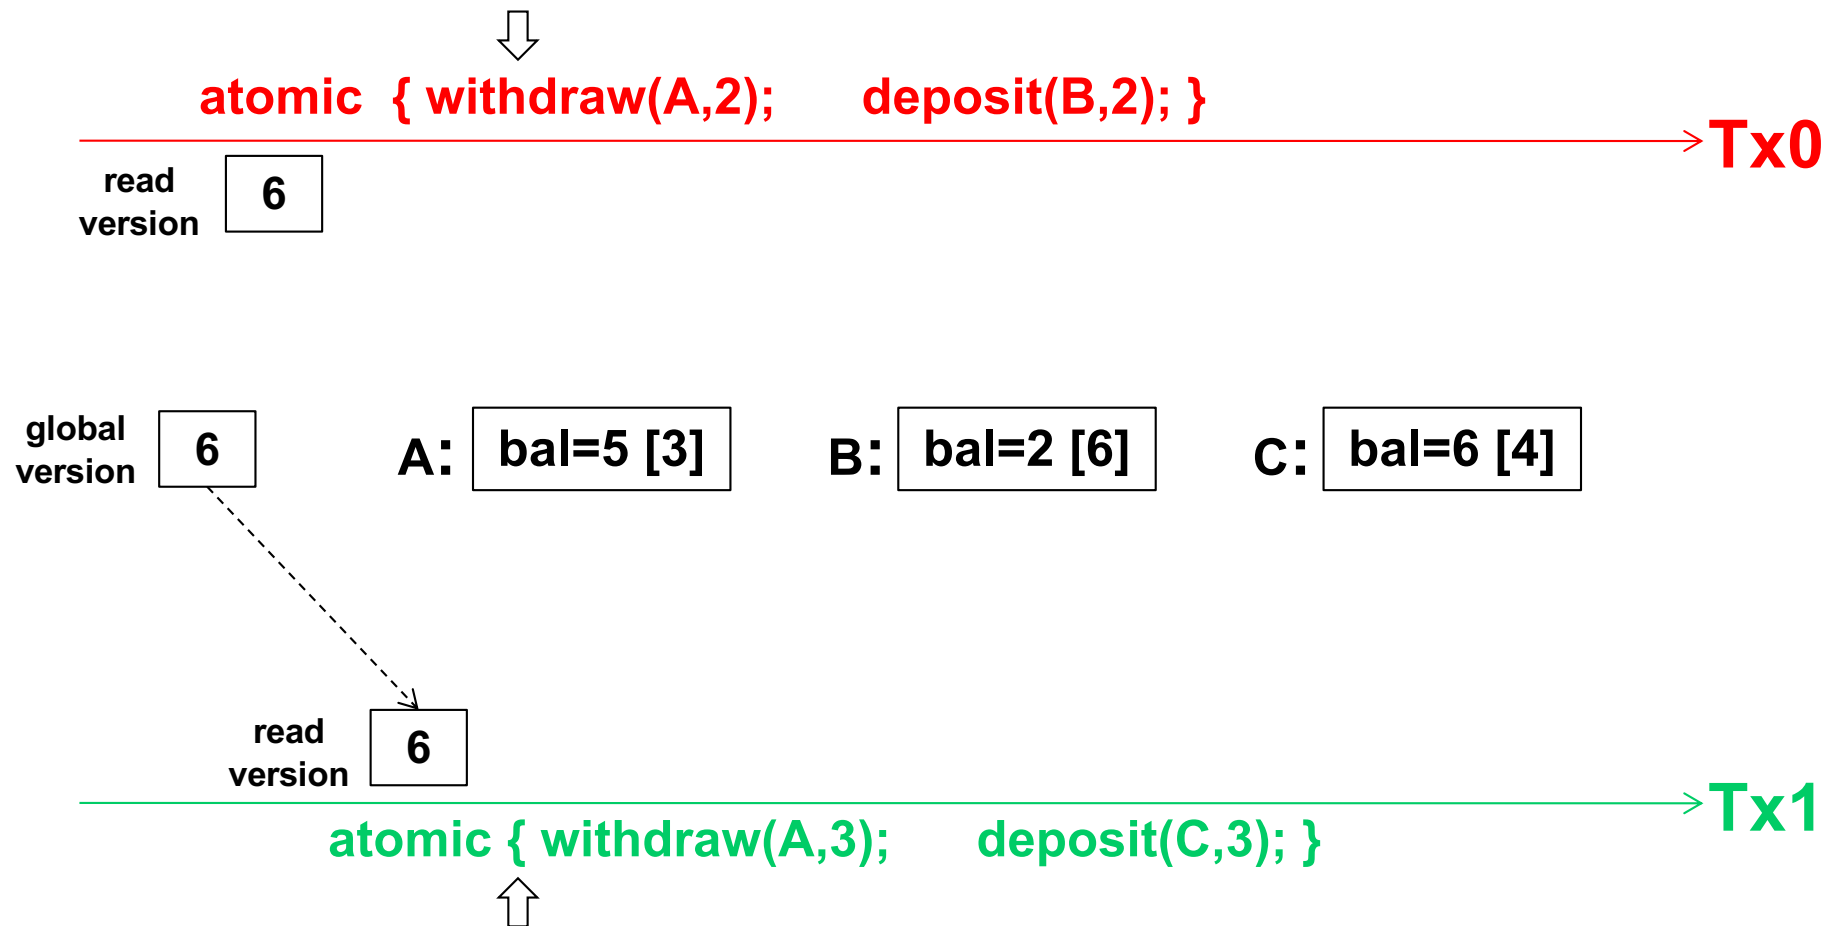 atomic { withdraw(A,2); deposit(B,2); }
Tx0
read
version
6
global
version
6
A: bal=5 [3]
B: bal=2 [6]
C: bal=6 [4]
read
version
6
Tx1
atomic { withdraw(A,3); deposit(C,3); }